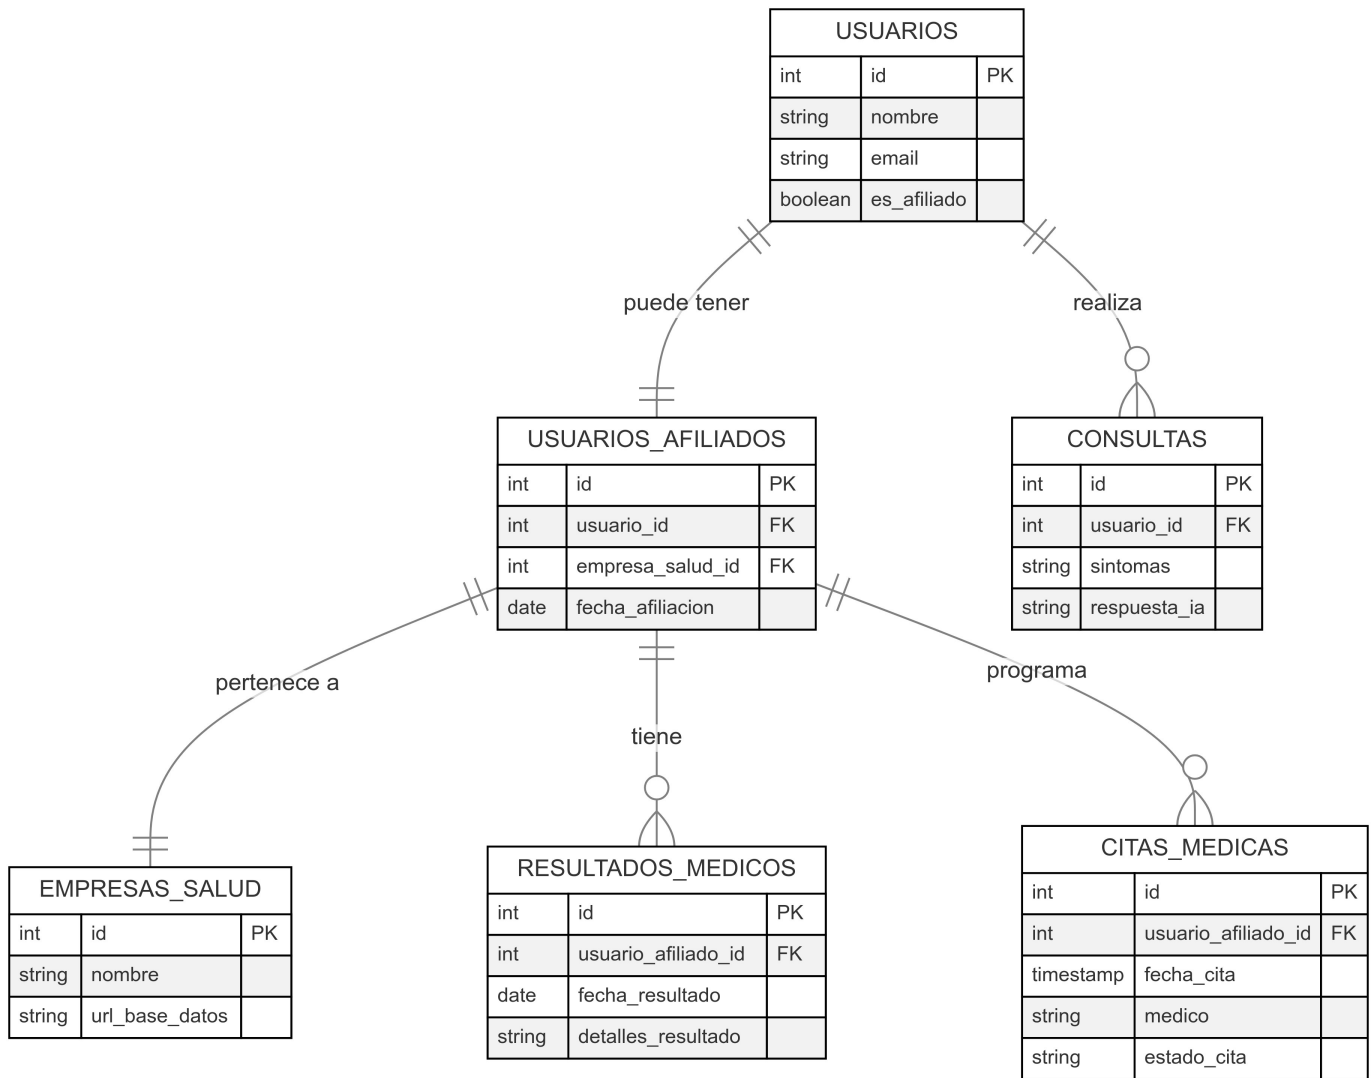 USUARIOS
int id PK
string nombre
string email
boolean es_afiliado
puede tener
realiza
USUARIOS_AFILIADOS
int id PK
int usuario_id FK
int empresa_salud_id FK
date fecha_afiliacion
CONSULTAS
int id PK
int usuario_id FK
string sintomas
string respuesta_ia
pertenece a
tiene
programa
EMPRESAS_SALUD
int id PK
string nombre
string url_base_datos
RESULTADOS_MEDICOS
int id PK
int usuario_afiliado_id FK
date fecha_resultado
string detalles_resultado
CITAS_MEDICAS
int id PK
int usuario_afiliado_id FK
timestamp fecha_cita
string medico
string estado_cita